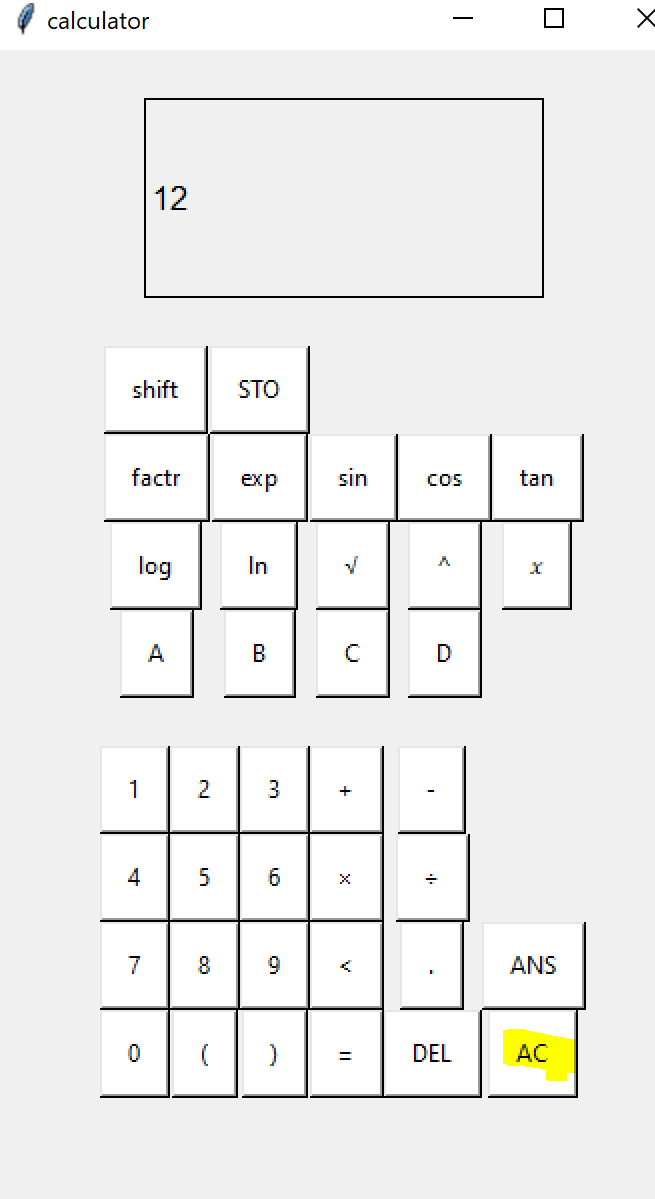 calculator
12
shift STO
factr exp sin cos tan
log ln √ ^ x
A B C D
1 2 3 + -
4 5 6 × ÷
7 8 9 < . ANS
0 ( ) = DEL AC